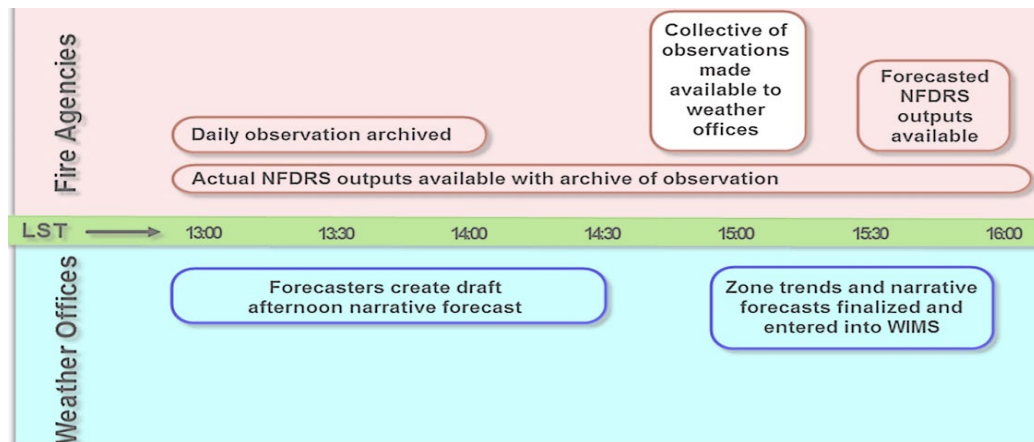 Fire Agencies
Collective of
observations
made
available to
weather
offices
Forecasted
NFDRS
outputs
available
Daily observation archived
Actual NFDRS outputs available with archive of observation
LST
13:00 13:30 14:00 14:30 15:00 15:30 16:00
Weather Offices
Forecasters create draft
afternoon narrative forecast
Zone trends and narrative
forecasts finalized and
entered into WIMS